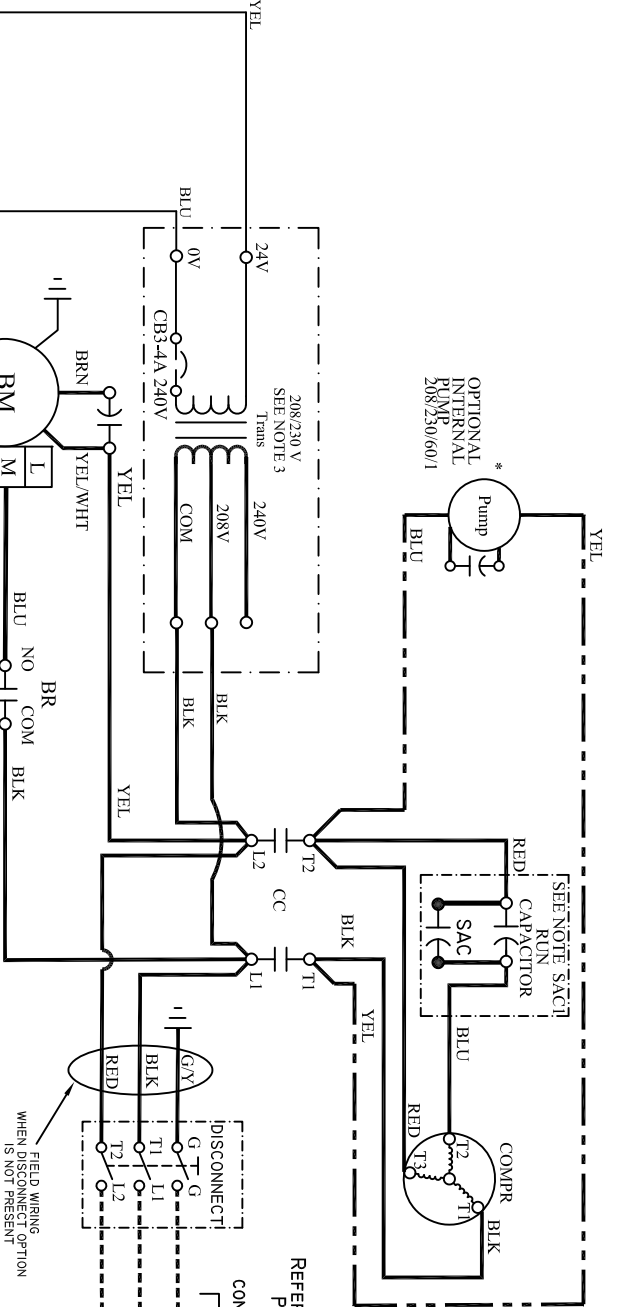 YEL
BLU
24V
0V
CB3-4A 240V
208/230 V
SEE NOTE 3
Trans
240V
208V
COM
BLK
BLK
OPTIONAL
INTERNAL
PUMP
208/230/60/1
*
Pump
YEL
BLU
BRN
BM
L
M
YEL/WHT
YEL
BLU
NO
BR
COM
BLK
YEL
L2
T2
CC
L1
T1
BLK
YEL
RED
SEE NOTE SAC1
RUN
CAPACITOR
SAC
BLU
RED
COMPR
T2
T3
T1
BLK
G/Y
BLK
RED
DISCONNECT
G
G
T1
L1
T2
L2
FIELD WIRING
WHEN DISCONNECT OPTION
IS NOT PRESENT
REFER
P
CON